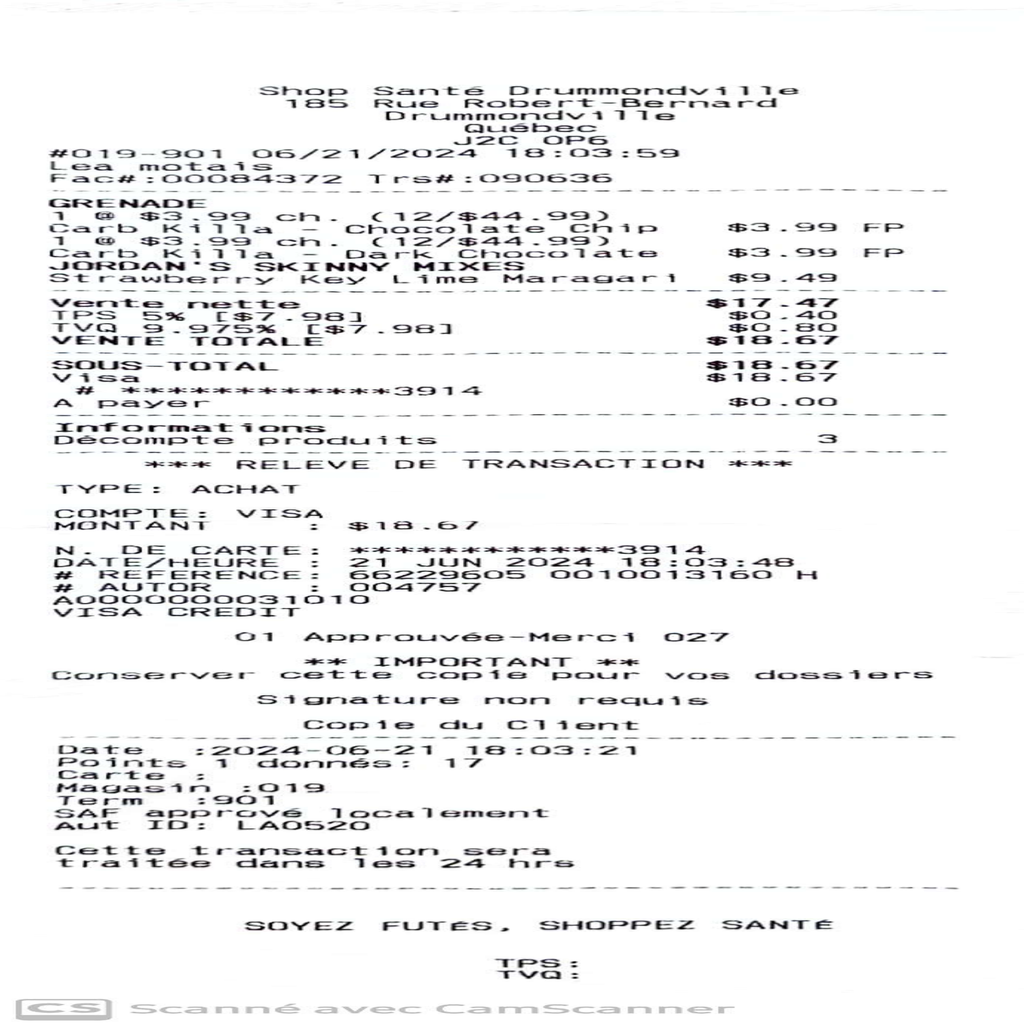 Shop Santé Drummondville
185 Rue Robert-Bernard
Drummondville
Québec
J2C 0P6
#019-901 06/21/2024 18:03:59
Lea motais
Fac#:00084372 Trs#:090636
GRENADE
1 @ $3.99 ch. (12/$44.99)
Carb Killa - Chocolate Chip $3.99 FP
1 @ $3.99 ch. (12/$44.99)
Carb Killa - Dark Chocolate $3.99 FP
JORDAN'S SKINNY MIXES
Strawberry Key Lime Maragari $9.49
Vente nette $17.47
TPS 5% [$7.98] $0.40
TVQ 9.975% [$7.98] $0.80
VENTE TOTALE $18.67
SOUS-TOTAL $18.67
Visa $18.67
# ************3914
A payer $0.00
Informations
Décompte produits 3
*** RELEVE DE TRANSACTION ***
TYPE: ACHAT
COMPTE: VISA
MONTANT : $18.67
N. DE CARTE: ************3914
DATE/HEURE : 21 JUN 2024 18:03:48
# REFERENCE: 66229605 0010013160 H
# AUTOR : 004757
A0000000031010
VISA CREDIT
01 Approuvée-Merci 027
** IMPORTANT **
Conserver cette copie pour vos dossiers
Signature non requis
Copie du Client
Date :2024-06-21 18:03:21
Points 1 donnés: 17
Carte :
Magasin :019
Term :901
SAF apprové localement
Aut ID: LA0520
Cette transaction sera
traitée dans les 24 hrs
SOYEZ FUTÉS, SHOPPEZ SANTÉ
TPS:
TVQ:
CS Scanné avec CamScanner